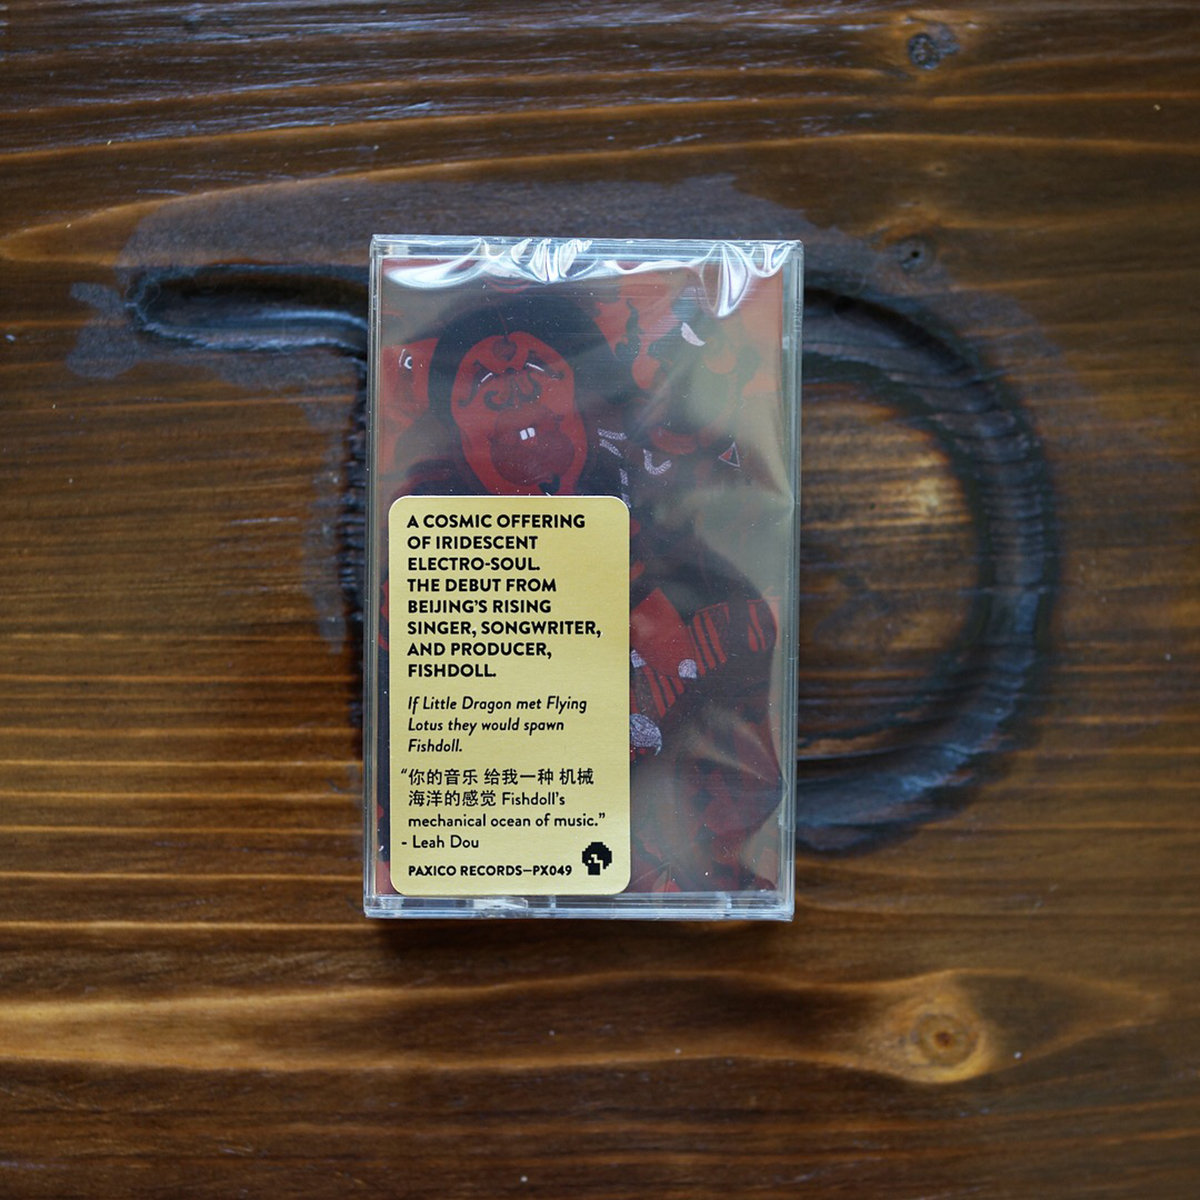 A COSMIC OFFERING
OF IRIDESCENT
ELECTRO-SOUL.
THE DEBUT FROM
BEIJING'S RISING
SINGER, SONGWRITER,
AND PRODUCER,
FISHDOLL.
If Little Dragon met Flying
Lotus they would spawn
Fishdoll.
“你的音乐 给我一种 机械
海洋的感觉 Fishdoll's
mechanical ocean of music.”
- Leah Dou
PAXICO RECORDS—PX049